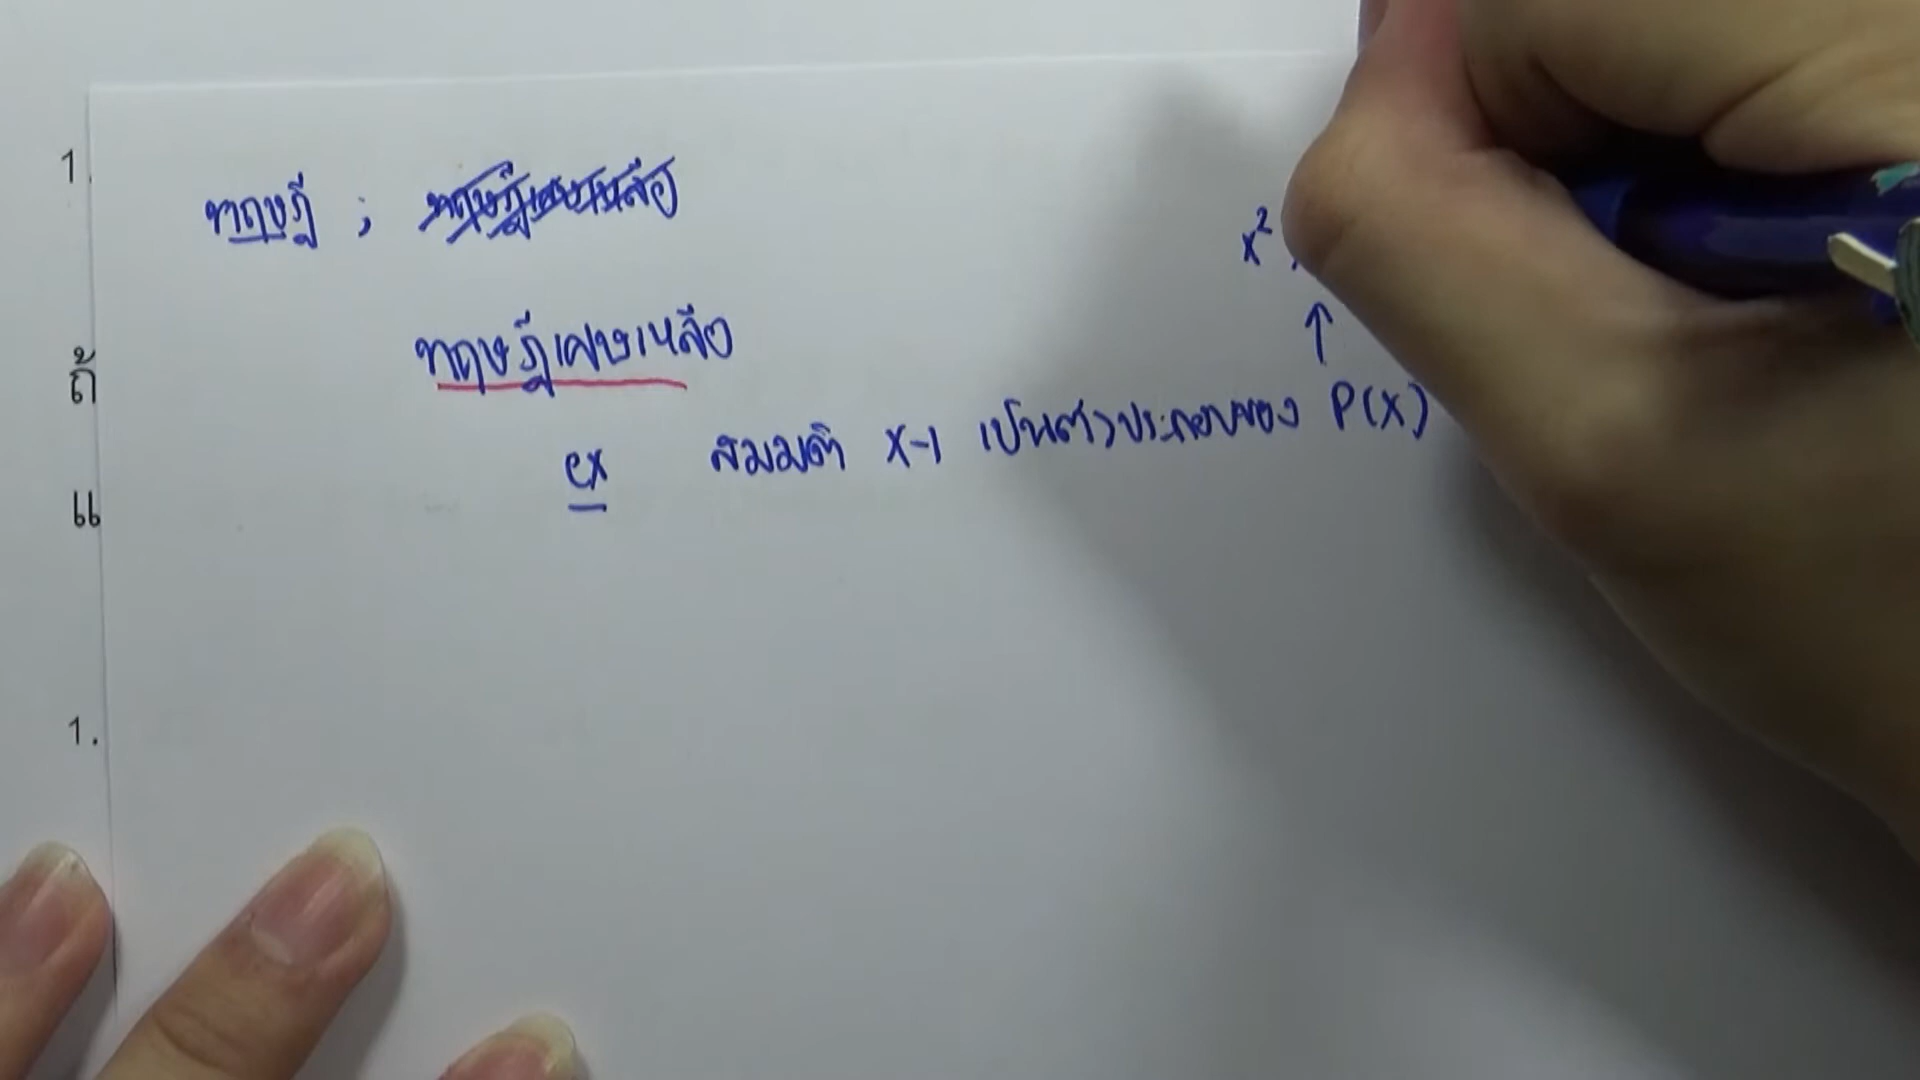 1.
ทฤษฎี ; ทฤษฎีเศษเหลือ
x²
ทฤษฎีเศษเหลือ
↑
ถ้
ex สมมติ x-1 เป็นตัวประกอบของ P(x)
แ
1.